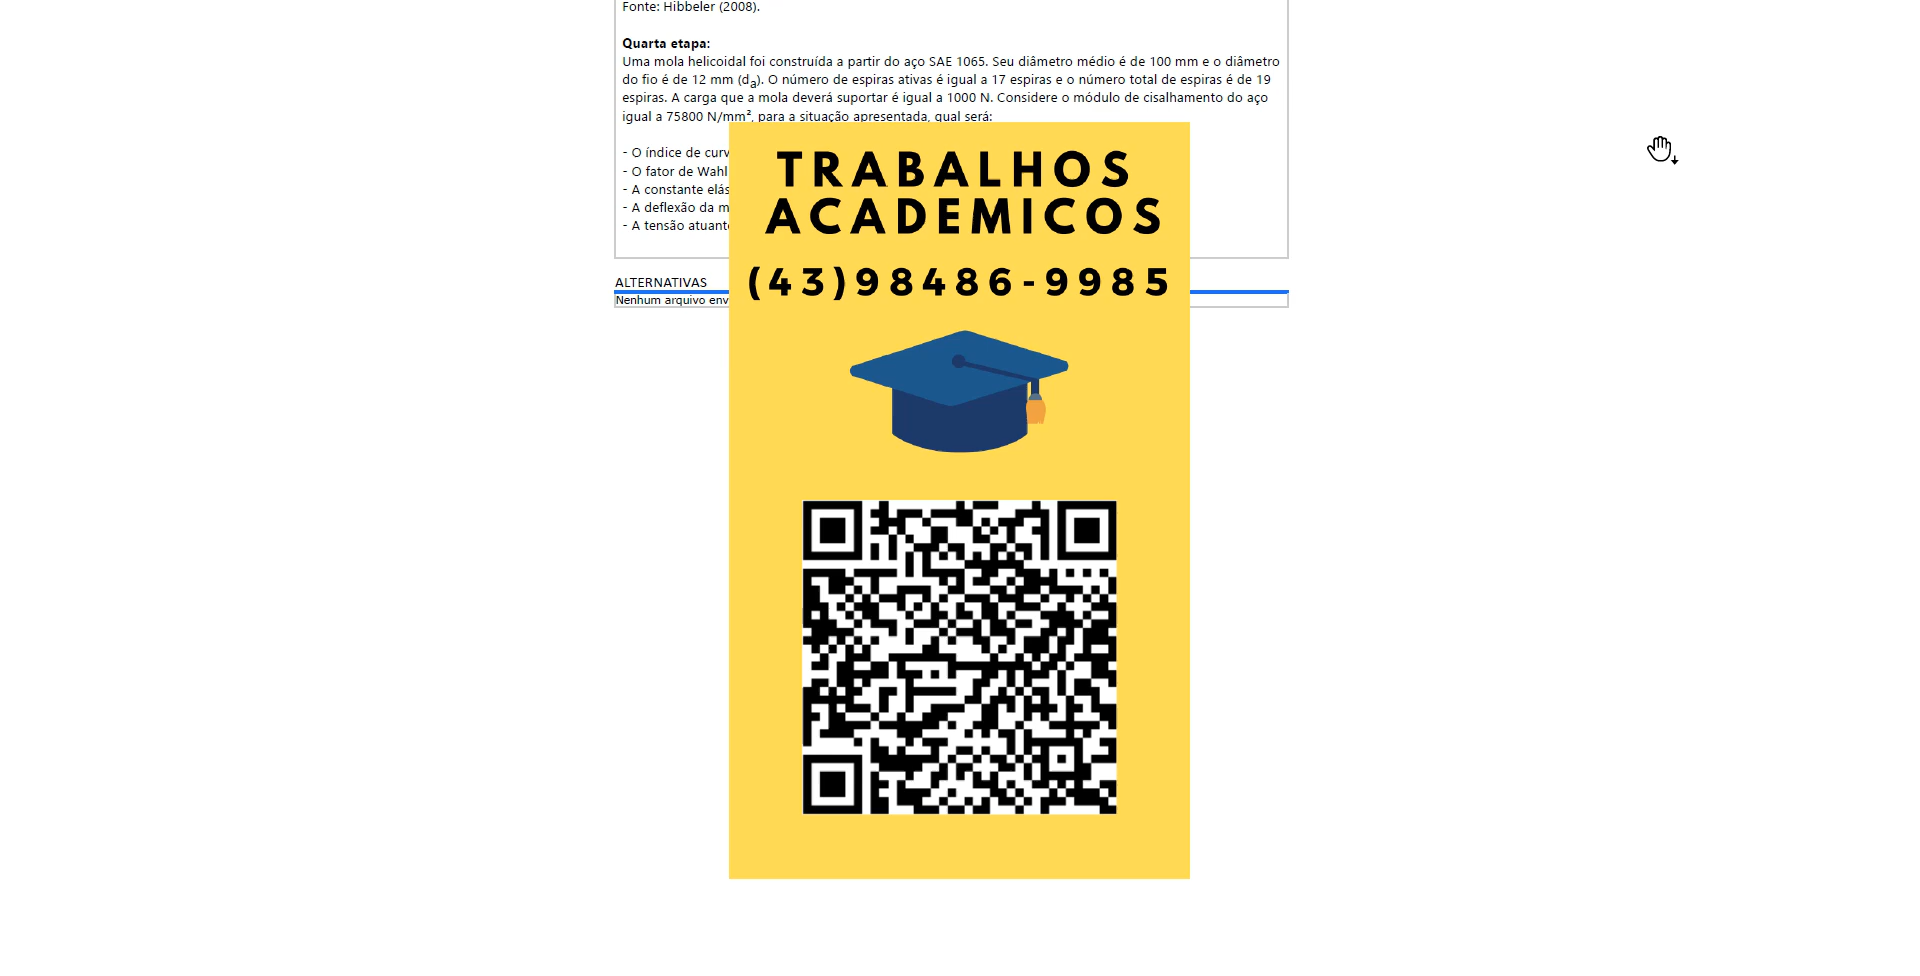 Fonte: Hibbeler (2008).
Quarta etapa:
Uma mola helicoidal foi construída a partir do aço SAE 1065. Seu diâmetro médio é de 100 mm e o diâmetro
do fio é de 12 mm (da). O número de espiras ativas é igual a 17 espiras e o número total de espiras é de 19
espiras. A carga que a mola deverá suportar é igual a 1000 N. Considere o módulo de cisalhamento do aço
igual a 75800 N/mm², para a situação apresentada, qual será:
- O índice de curv
- O fator de Wahl
- A constante elás
- A deflexão da m
- A tensão atuant
ALTERNATIVAS
Nenhum arquivo env
TRABALHOS
ACADEMICOS
(43)98486-9985